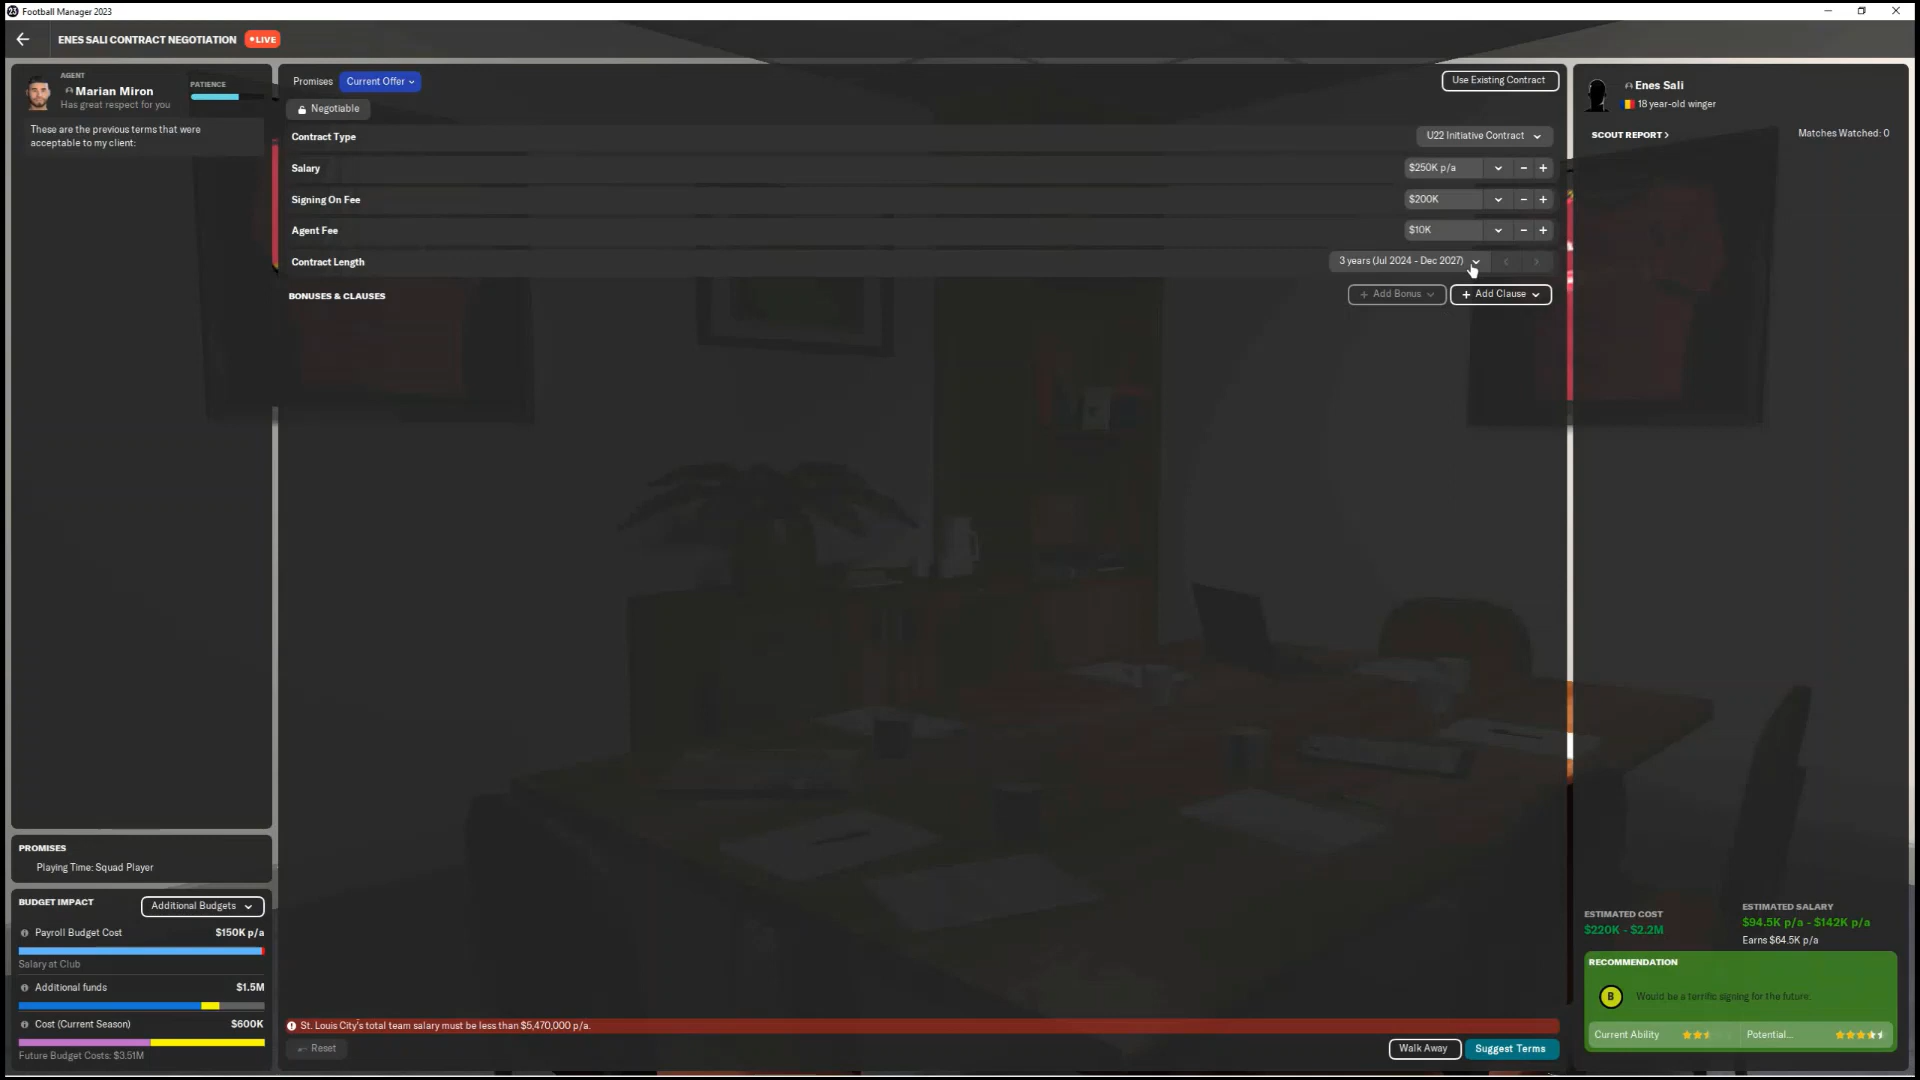 Football Manager 2023
ENES SALI CONTRACT NEGOTIATION
LIVE
AGENT
Marian Miron
Has great respect for you
PATIENCE
These are the previous terms that were
acceptable to my client:
Promises
Current Offer
Use Existing Contract
Negotiable
Contract Type
U22 Initiative Contract
Salary
$250K p/a
Signing On Fee
$200K
Agent Fee
$10K
Contract Length
3 years (Jul 2024 - Dec 2027)
BONUSES & CLAUSES
+ Add Bonus
+ Add Clause
Enes Sali
18 year-old winger
SCOUT REPORT >
Matches Watched: 0
PROMISES
Playing Time: Squad Player
BUDGET IMPACT
Additional Budgets
Payroll Budget Cost
$150K p/a
Salary at Club
Additional funds
$1.5M
Cost (Current Season)
$600K
Future Budget Costs: $3.51M
St. Louis City's total team salary must be less than $5,470,000 p/a.
Reset
Walk Away
Suggest Terms
ESTIMATED COST
$220K - $2.2M
ESTIMATED SALARY
$94.5K p/a - $142K p/a
Earns $64.5K p/a
RECOMMENDATION
B
Would be a terrific signing for the future.
Current Ability
Potential...